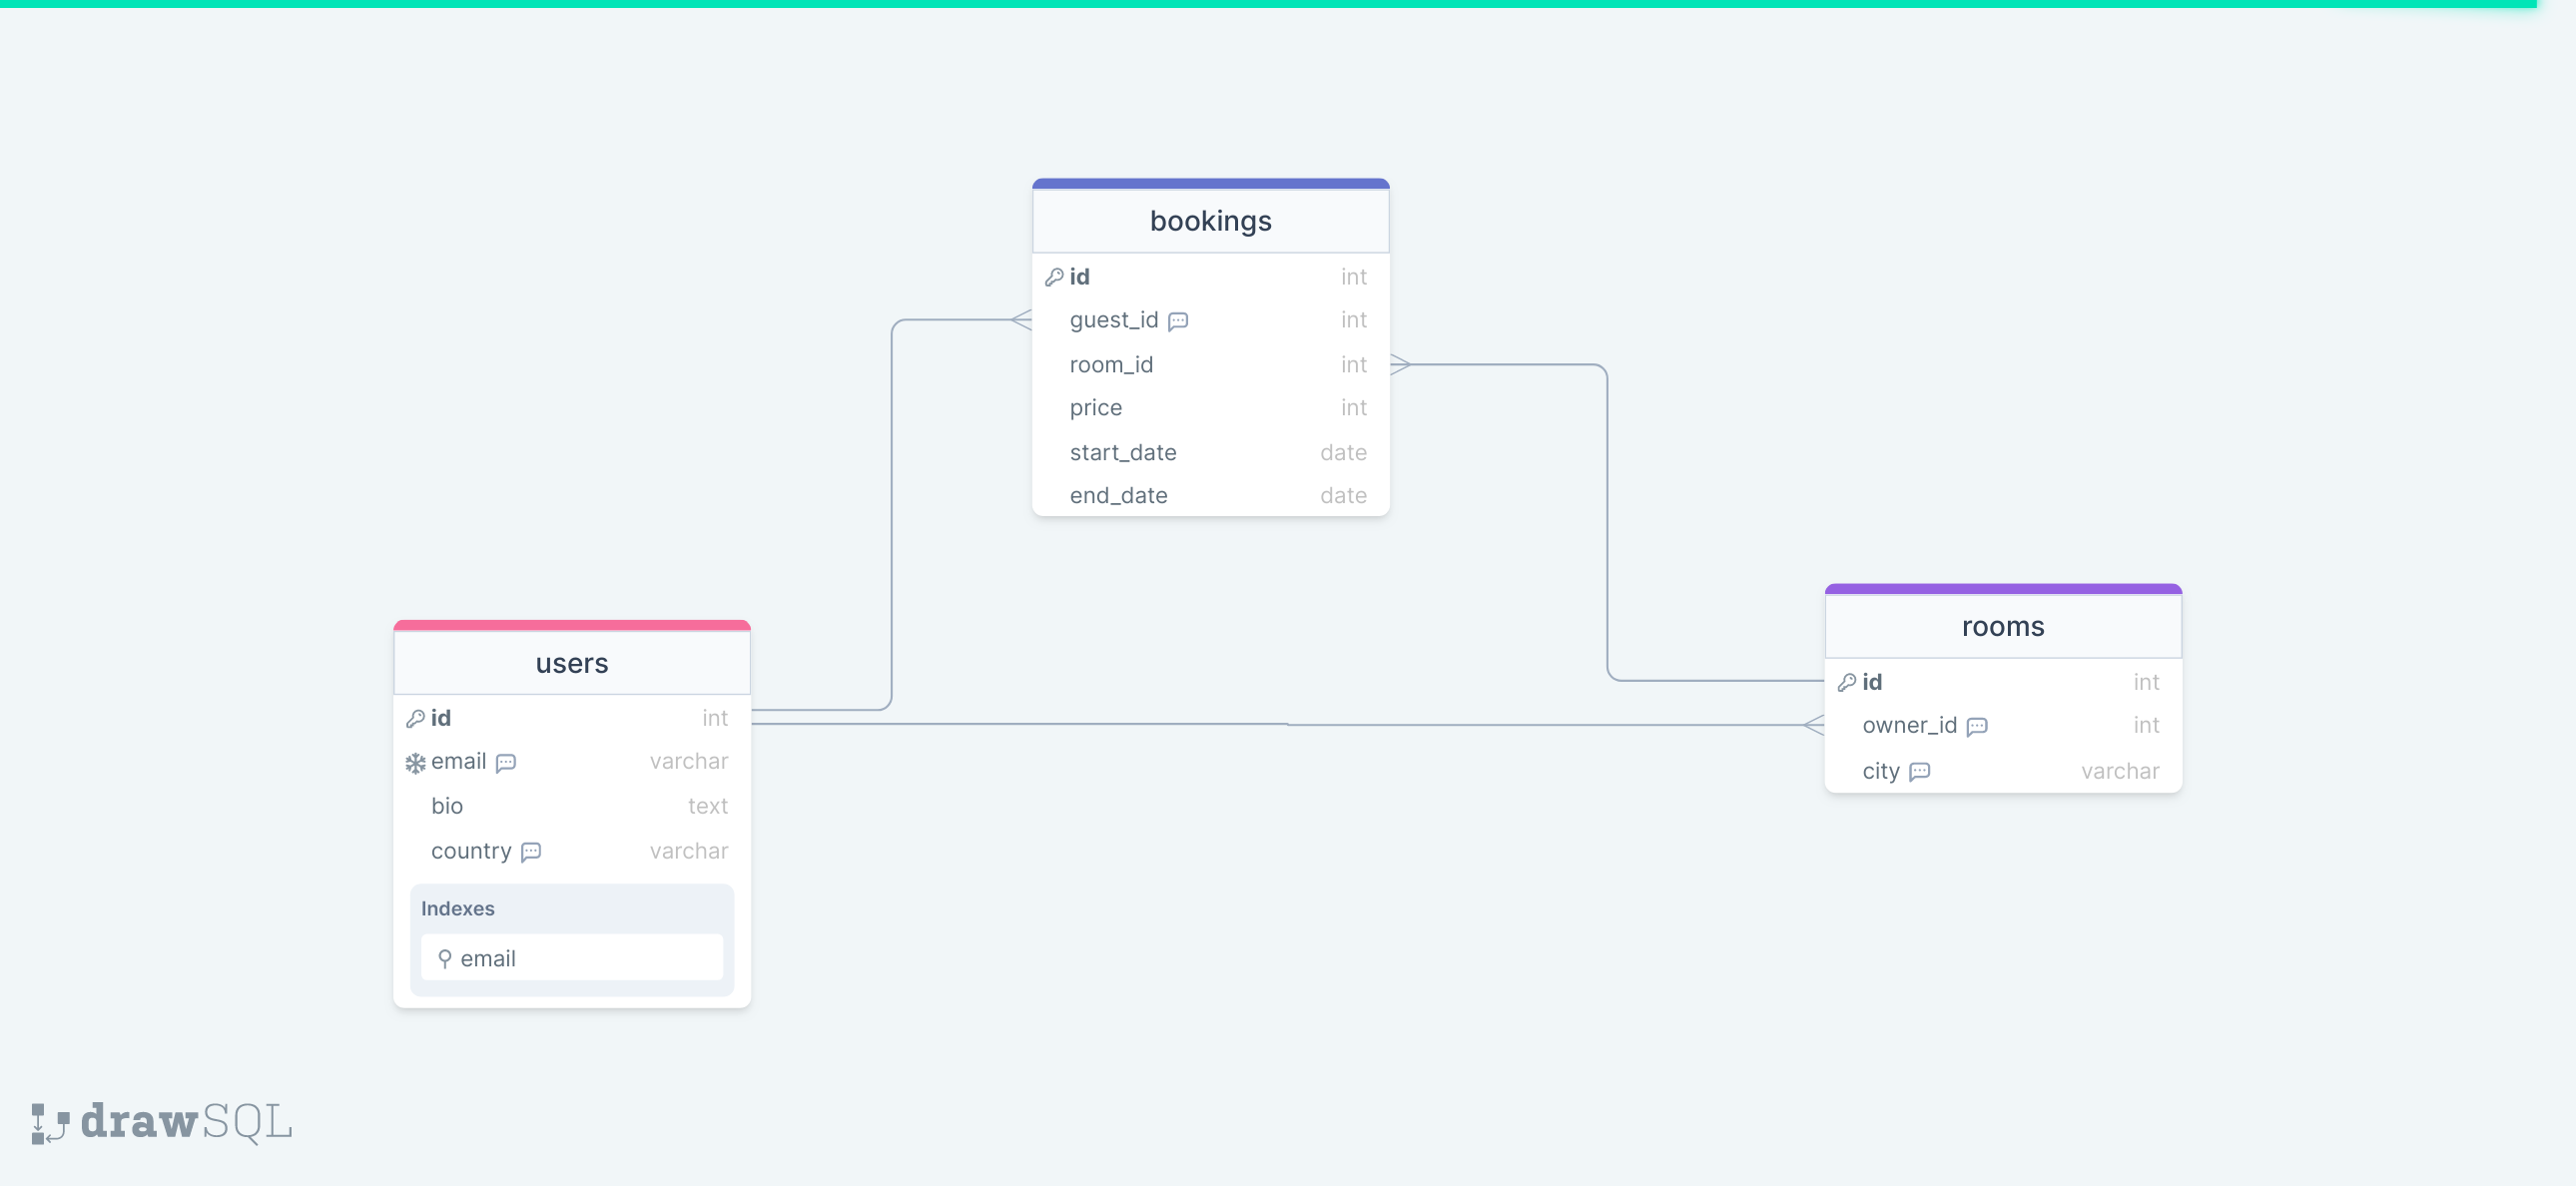 bookings
id int
guest_id int
room_id int
price int
start_date date
end_date date
users
id int
email varchar
bio text
country varchar
Indexes
email
rooms
id int
owner_id int
city varchar
drawSQL